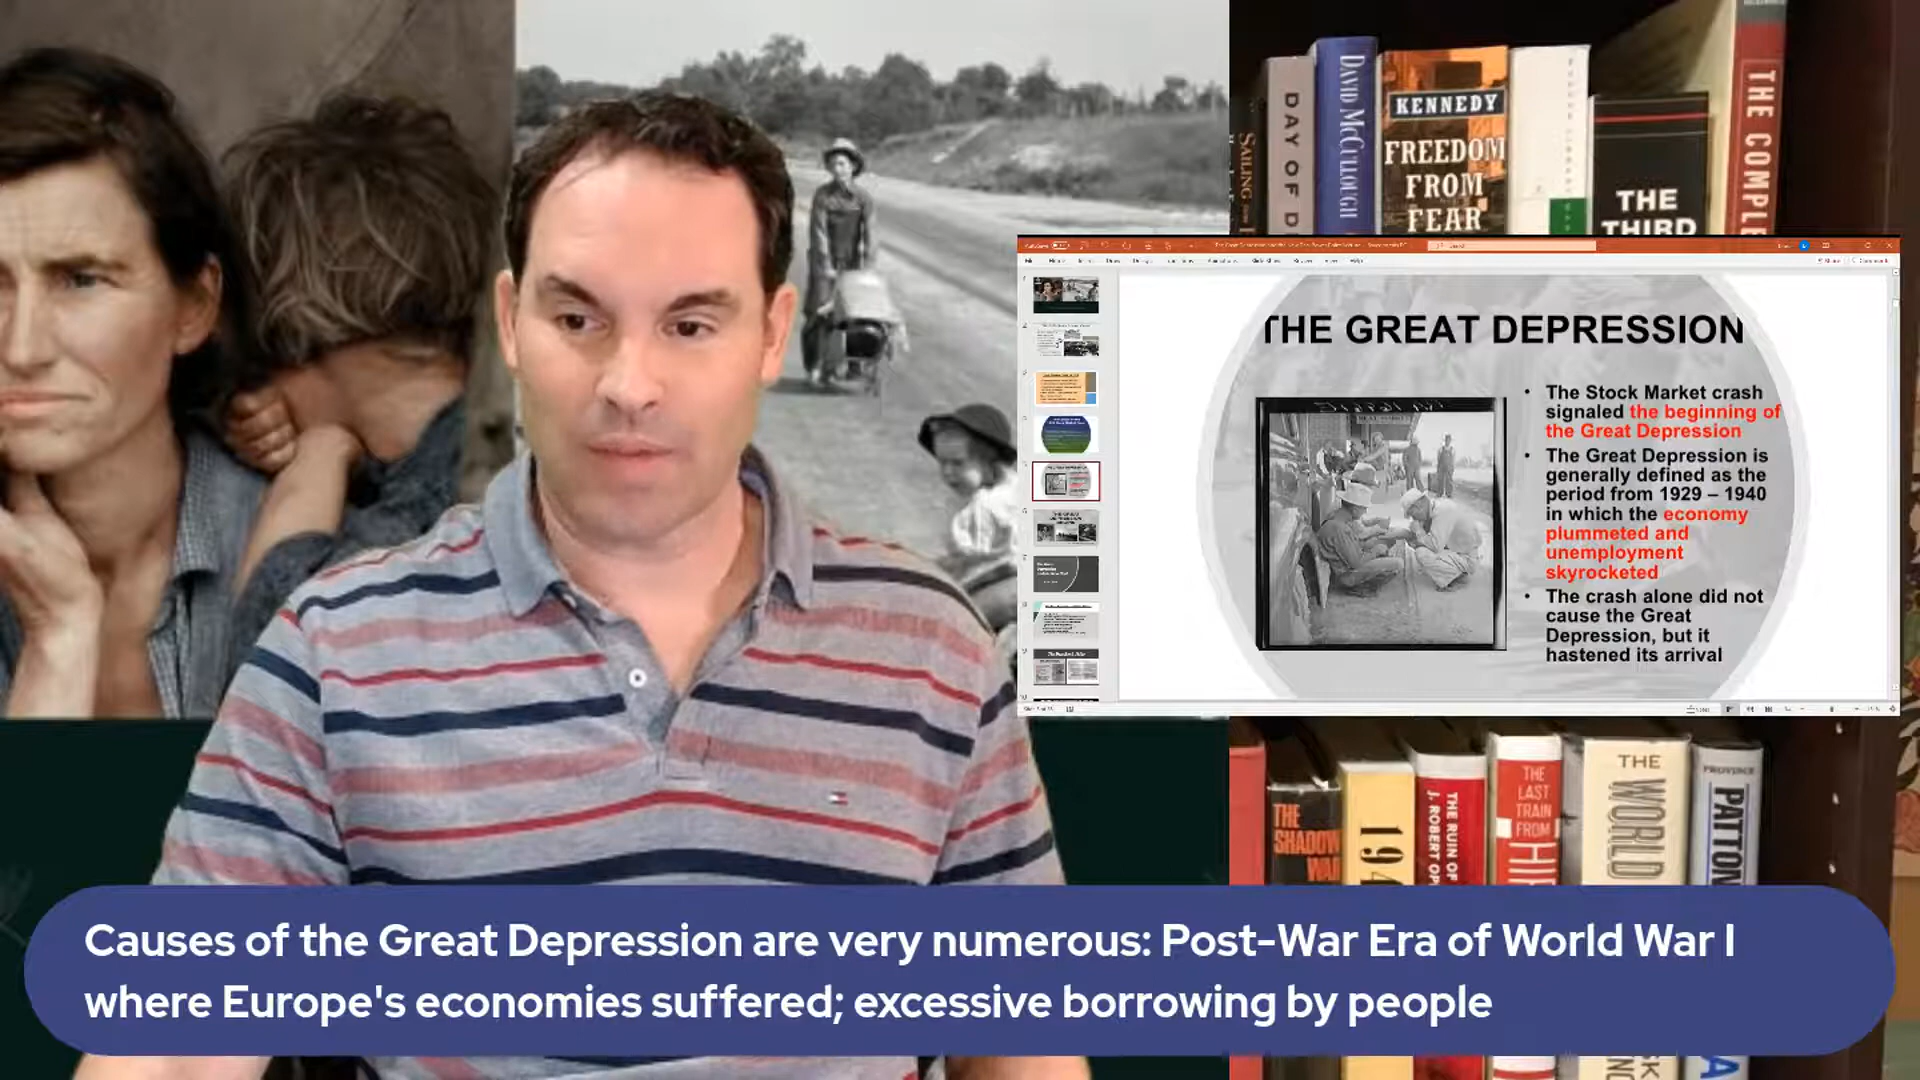 SAILING
DAY OF D
DAVID MCCULLOUGH
KENNEDY
FREEDOM
FROM
FEAR
THE
THIRD
THE COMPLE
THE GREAT DEPRESSION
• The Stock Market crash
signaled the beginning of
the Great Depression
• The Great Depression is
generally defined as the
period from 1929 – 1940
in which the economy
plummeted and
unemployment
skyrocketed
• The crash alone did not
cause the Great
Depression, but it
hastened its arrival
THE
SHADOW
WAR
194
THE RUIN OF
J. ROBERT OP
THE
LAST
TRAIN
FROM
HI
THE
WORLD
PROVINCE
PATTON
Causes of the Great Depression are very numerous: Post-War Era of World War I
where Europe's economies suffered; excessive borrowing by people